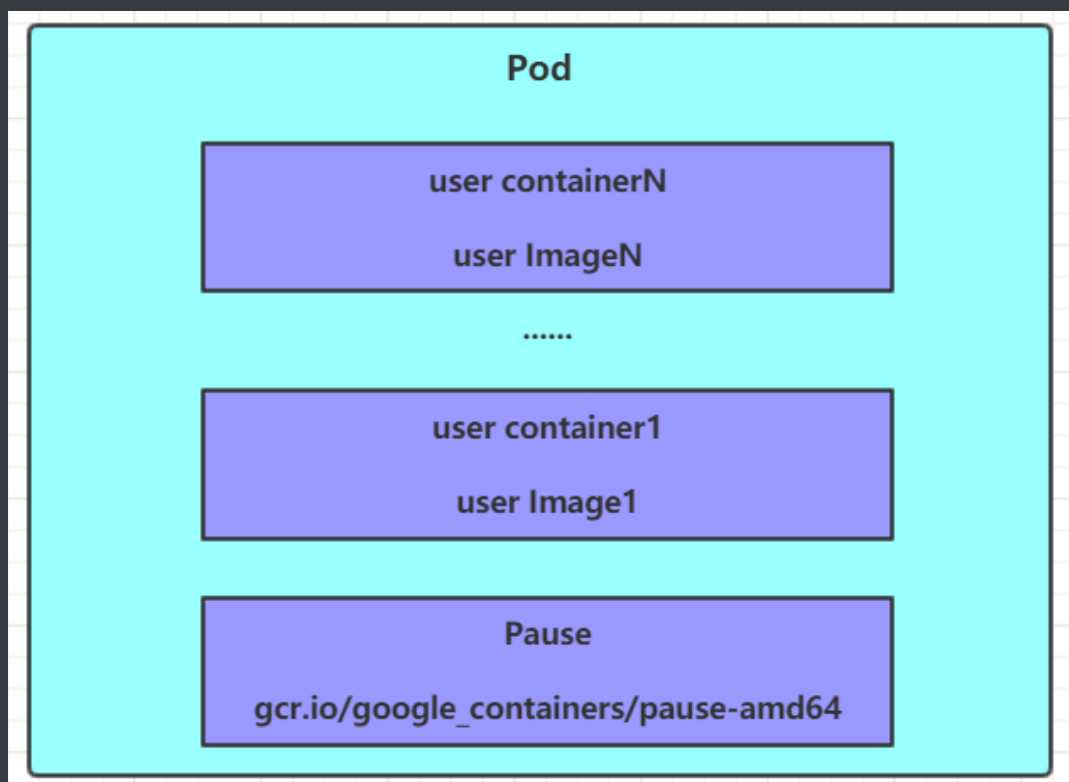 Pod
user containerN
user ImageN
......
user container1
user Image1
Pause
gcr.io/google_containers/pause-amd64